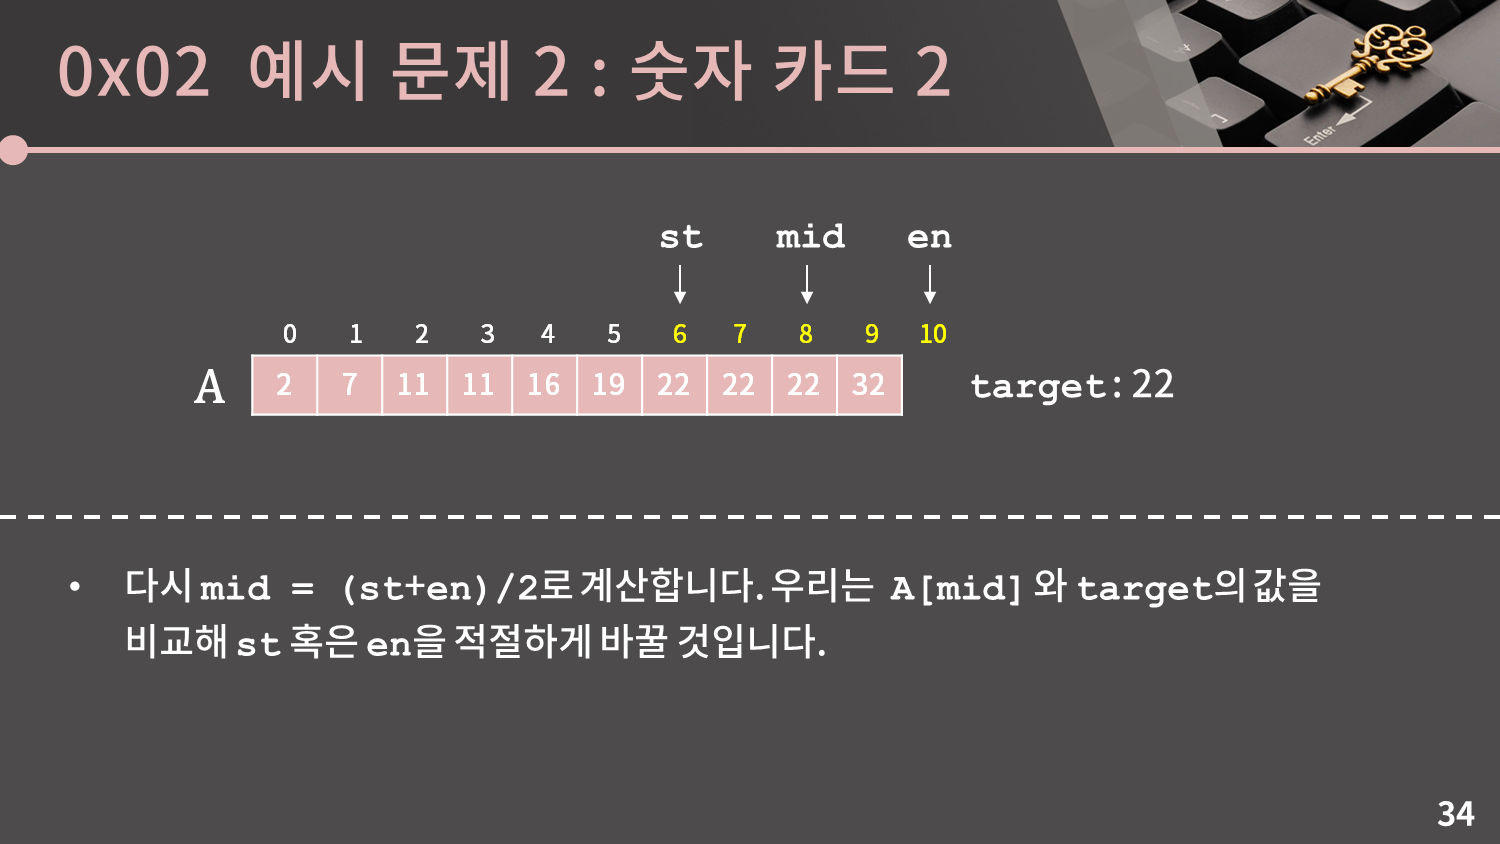 0x02 예시 문제 2 : 숫자 카드 2
Enter
st mid en
0 1 2 3 4 5 6 7 8 9 10
A 2 7 11 11 16 19 22 22 22 32 target: 22
• 다시 mid = (st+en)/2로 계산합니다. 우리는 A[mid] 와 target의 값을
비교해 st 혹은 en을 적절하게 바꿀 것입니다.
34